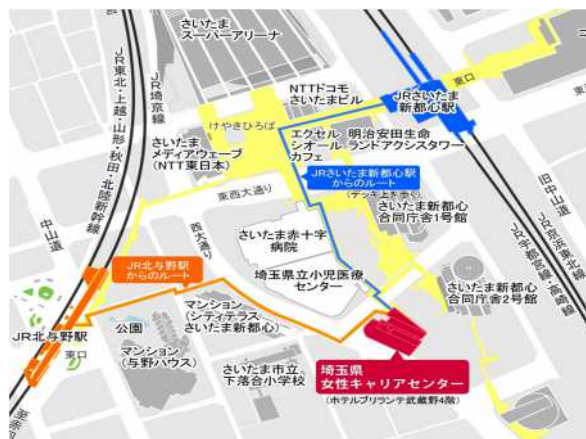 さいたま
スーパーアリーナ
JR埼京線
JR東北・上越・山形・秋田・北陸新幹線
NTTドコモ
さいたまビル
東口
JRさいたま
新都心駅
けやきひろば
エクセル
シオール
カフェ
明治安田生命
ランドアクシスタワー
さいたま
メディアウェーブ
(NTT東日本)
JRさいたま新都心駅
からのルート
(デッキ上を歩く)
さいたま新都心
合同庁舎1号館
東西大通り
旧中山道
中山道
西大通り
さいたま赤十字
病院
JR京浜東北線
JR宇都宮線・高崎線
JR北与野駅
からのルート
埼玉県立小児医療
センター
さいたま新都心
合同庁舎2号館
マンション
(シティテラス
さいたま新都心)
公園
JR北与野駅
東口
マンション
(与野ハウス)
さいたま市立
下落合小学校
埼玉県
女性キャリアセンター
(ホテルブリランテ武蔵野4階)
至赤羽